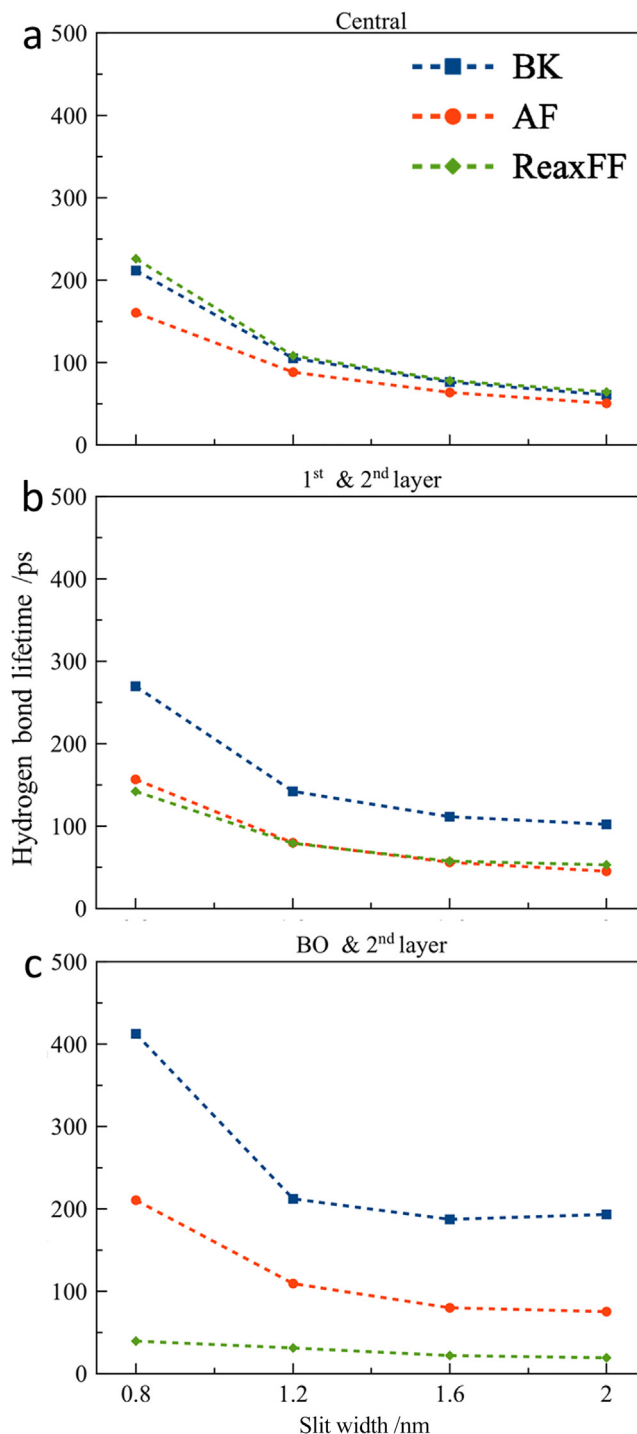 a
Central
500
BK
400
AF
ReaxFF
300
200
100
0
b
1st & 2nd layer
500
400
300
200
100
0
Hydrogen bond lifetime /ps
c
BO & 2nd layer
500
400
300
200
100
0
0.8 1.2 1.6 2
Slit width /nm